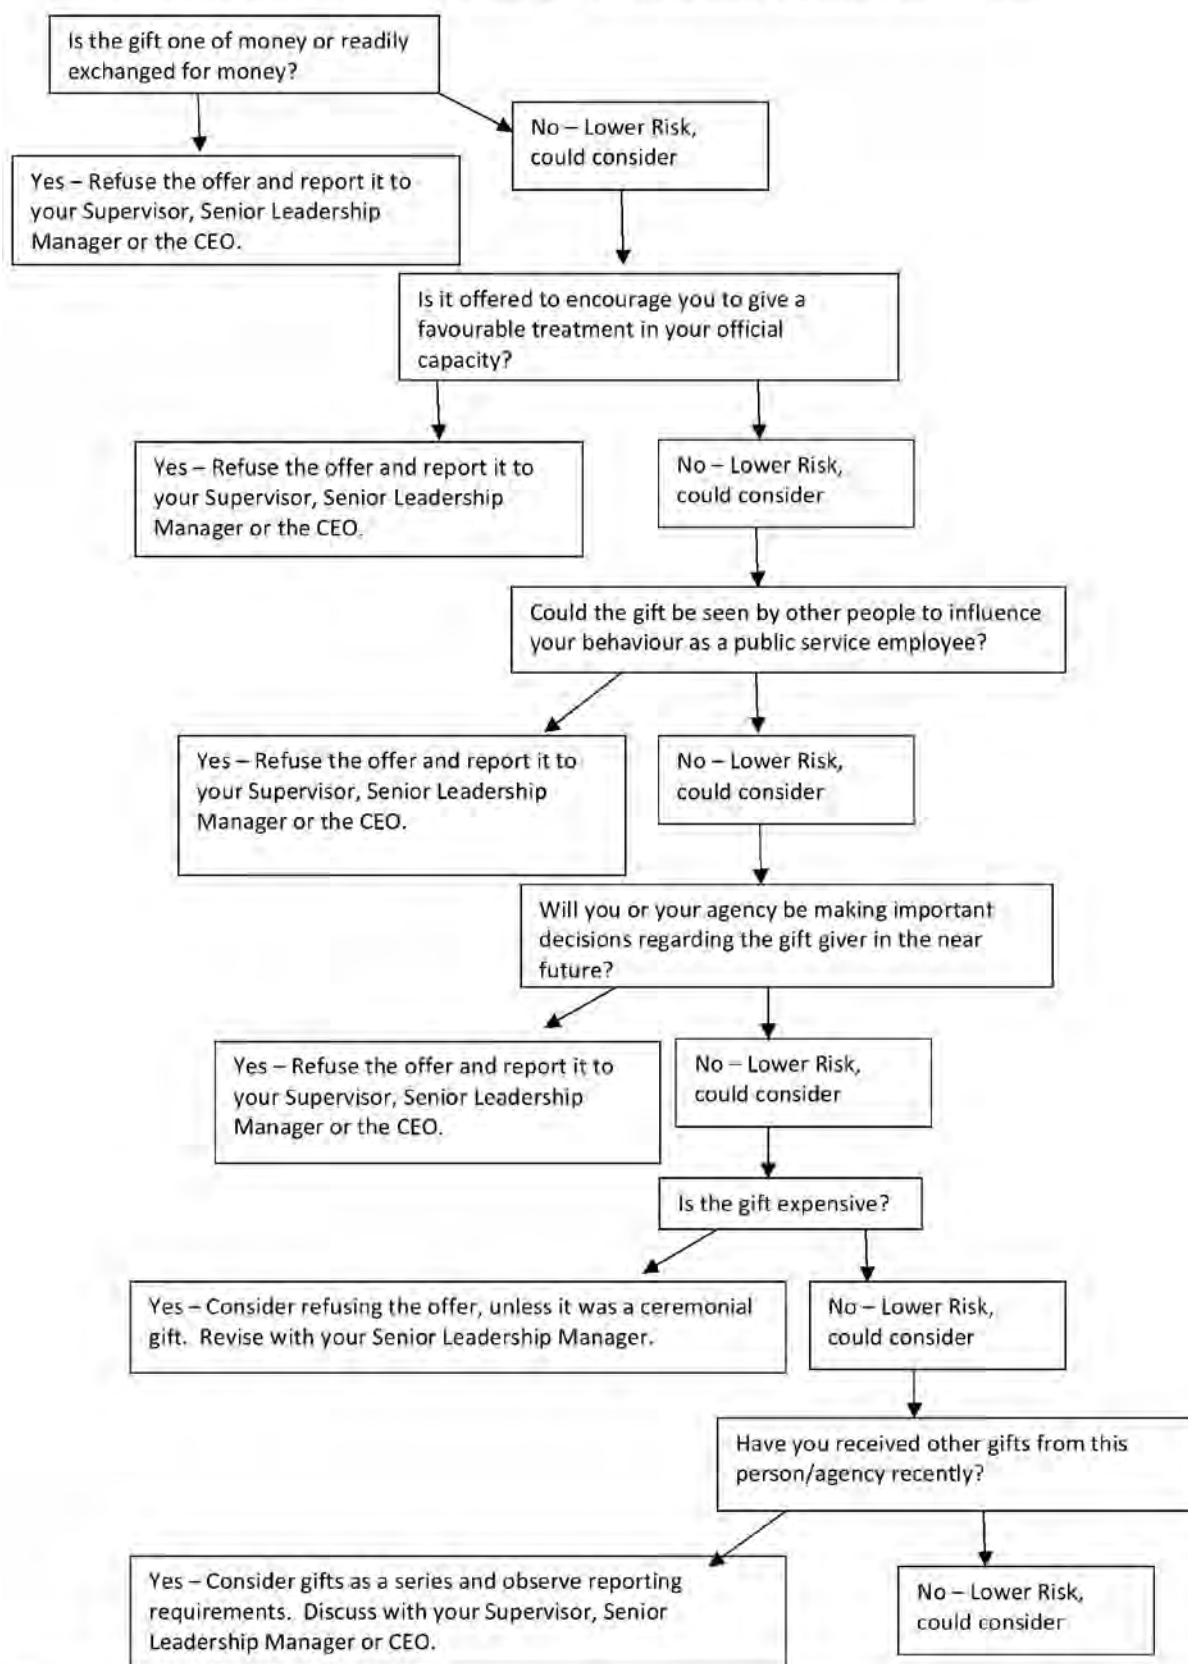 Is the gift one of money or readily
exchanged for money?
No – Lower Risk,
could consider
Yes – Refuse the offer and report it to
your Supervisor, Senior Leadership
Manager or the CEO.
Is it offered to encourage you to give a
favourable treatment in your official
capacity?
Yes – Refuse the offer and report it to
your Supervisor, Senior Leadership
Manager or the CEO.
No – Lower Risk,
could consider
Could the gift be seen by other people to influence
your behaviour as a public service employee?
Yes – Refuse the offer and report it to
your Supervisor, Senior Leadership
Manager or the CEO.
No – Lower Risk,
could consider
Will you or your agency be making important
decisions regarding the gift giver in the near
future?
Yes – Refuse the offer and report it to
your Supervisor, Senior Leadership
Manager or the CEO.
No – Lower Risk,
could consider
Is the gift expensive?
Yes – Consider refusing the offer, unless it was a ceremonial
gift. Revise with your Senior Leadership Manager.
No – Lower Risk,
could consider
Have you received other gifts from this
person/agency recently?
Yes – Consider gifts as a series and observe reporting
requirements. Discuss with your Supervisor, Senior
Leadership Manager or CEO.
No – Lower Risk,
could consider